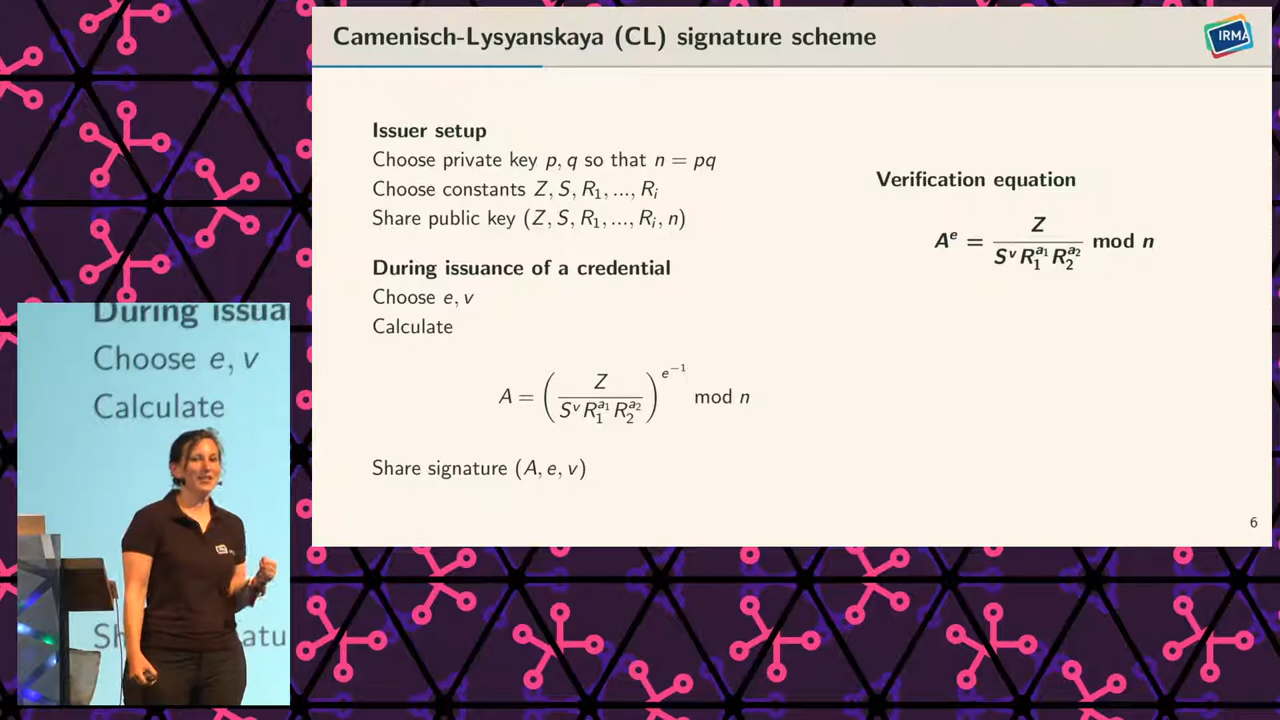 Camenisch-Lysyanskaya (CL) signature scheme
IRMA
Issuer setup
Choose private key p, q so that n = pq
Choose constants Z, S, R₁, ..., Rᵢ
Share public key (Z, S, R₁, ..., Rᵢ, n)
During issuance of a credential
Choose e, v
Calculate
A = ( Z / S^v R₁^a₁ R₂^a₂ )^e⁻¹ mod n
Share signature (A, e, v)
Verification equation
A^e = Z / S^v R₁^a₁ R₂^a₂ mod n
6
During issua
Choose e, v
Calculate
Sh
atu